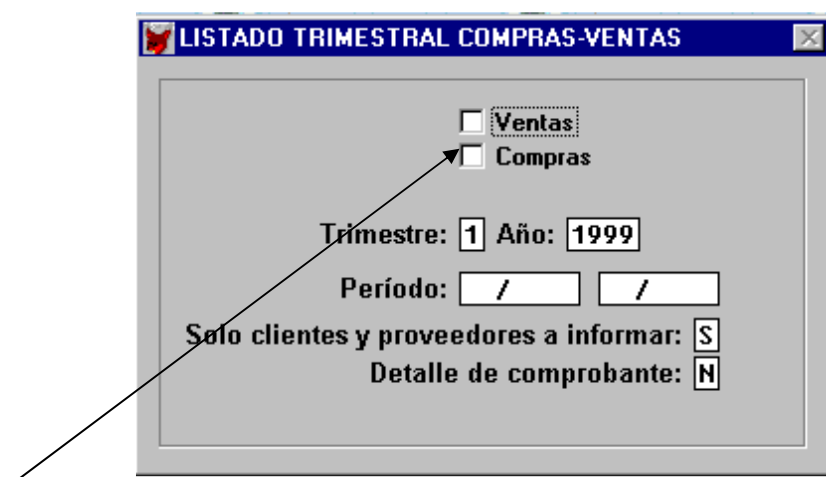 LISTADO TRIMESTRAL COMPRAS-VENTAS
Ventas
Compras
Trimestre: 1 Año: 1999
Período: / /
Solo clientes y proveedores a informar: S
Detalle de comprobante: N